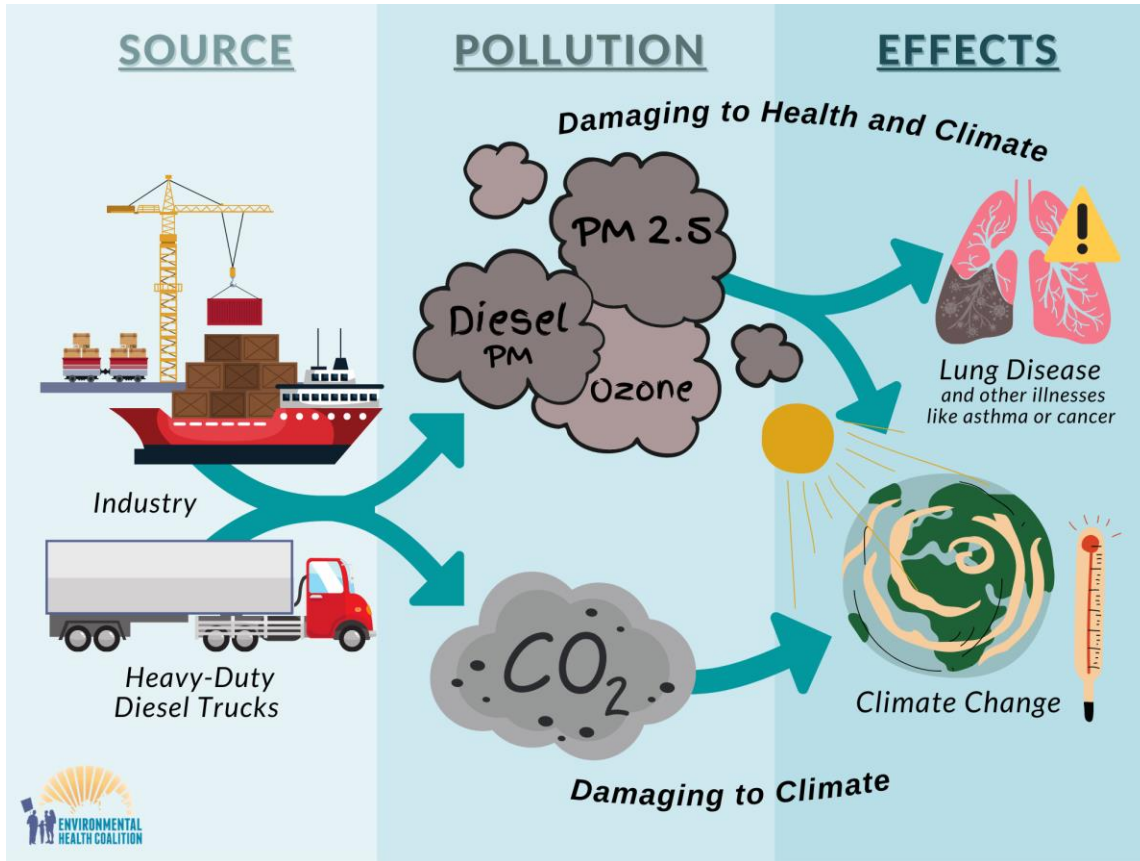 SOURCE
POLLUTION
EFFECTS
Damaging to Health and Climate
PM 2.5
Diesel
PM
Ozone
Lung Disease
and other illnesses
like asthma or cancer
Industry
Heavy-Duty
Diesel Trucks
CO₂
Climate Change
Damaging to Climate
ENVIRONMENTAL
HEALTH COALITION